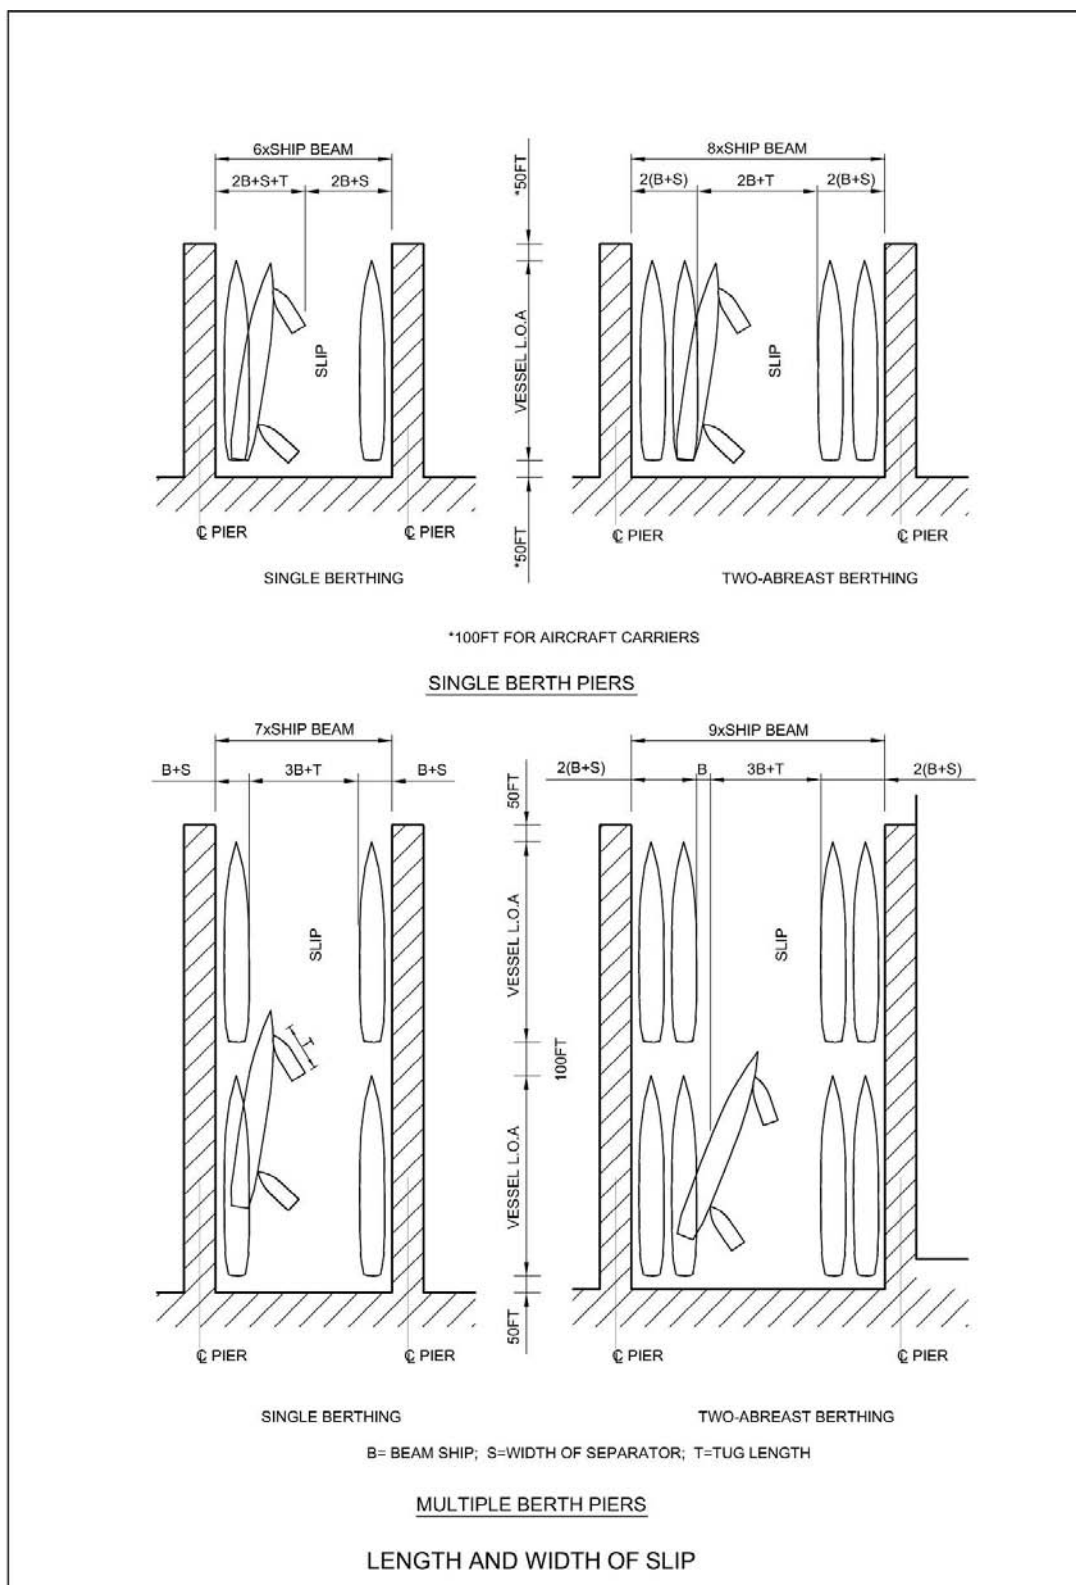 6xSHIP BEAM
2B+S+T
2B+S
*50FT
8xSHIP BEAM
2(B+S)
2B+T
2(B+S)
SLIP
VESSEL L.O.A
SLIP
℄ PIER
℄ PIER
*50FT
℄ PIER
℄ PIER
SINGLE BERTHING
TWO-ABREAST BERTHING
*100FT FOR AIRCRAFT CARRIERS
SINGLE BERTH PIERS
7xSHIP BEAM
B+S
3B+T
B+S
50FT
9xSHIP BEAM
2(B+S)
B
3B+T
2(B+S)
SLIP
VESSEL L.O.A
SLIP
T
100FT
VESSEL L.O.A
50FT
℄ PIER
℄ PIER
℄ PIER
℄ PIER
SINGLE BERTHING
TWO-ABREAST BERTHING
B= BEAM SHIP; S=WIDTH OF SEPARATOR; T=TUG LENGTH
MULTIPLE BERTH PIERS
LENGTH AND WIDTH OF SLIP